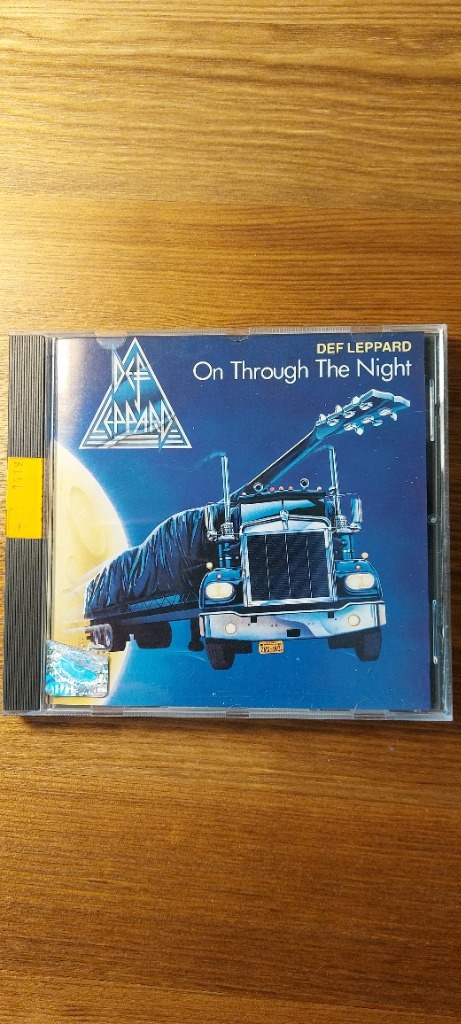 DEF LEPPARD
On Through The Night
DEF
LEPPARD